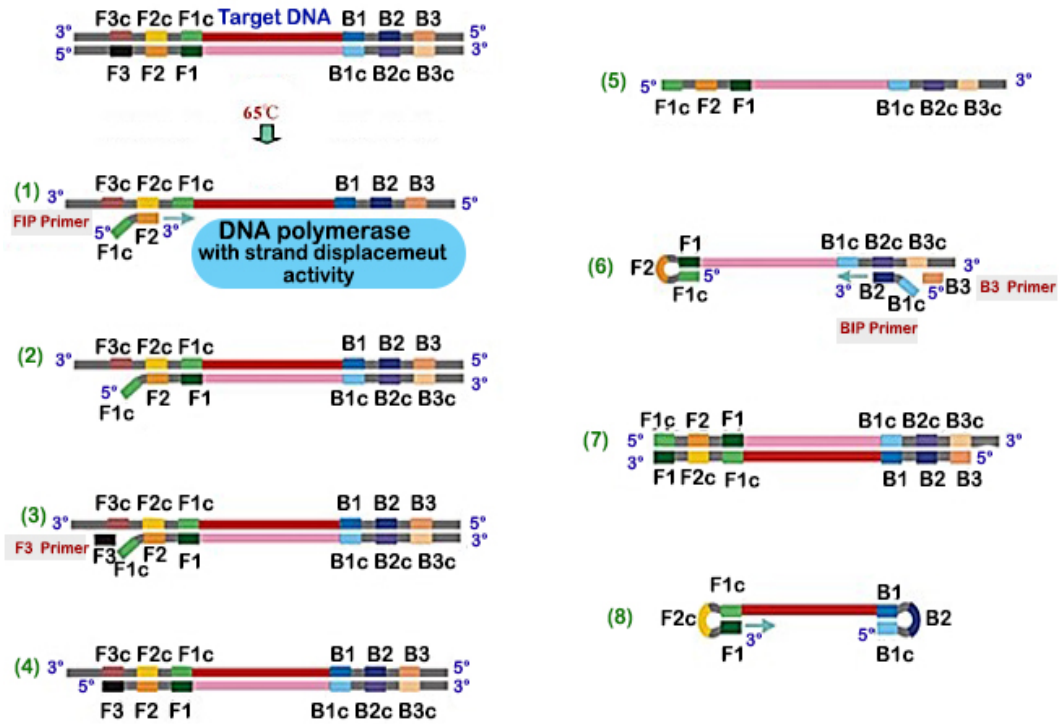 F3c F2c F1c Target DNA B1 B2 B3
3° 5°
5° 3°
F3 F2 F1 B1c B2c B3c
65°C
(1)
F3c F2c F1c B1 B2 B3
3° 5°
FIP Primer
5° F2 3°
F1c
DNA polymerase
with strand displacemeut
activity
(2)
F3c F2c F1c B1 B2 B3
3° 5°
5° 3°
F1c F2 F1 B1c B2c B3c
(3)
F3c F2c F1c B1 B2 B3
3° 5°
F3 Primer 3°
F3 F1c F2 F1 B1c B2c B3c
(4)
F3c F2c F1c B1 B2 B3
3° 5°
5° 3°
F3 F2 F1 B1c B2c B3c
(5)
5° 3°
F1c F2 F1 B1c B2c B3c
(6)
F1 B1c B2c B3c
F2 5° 3°
F1c 3° B2 B1c 5° B3 B3 Primer
BIP Primer
(7)
F1c F2 F1 B1c B2c B3c
5° 3°
3° 5°
F1 F2c F1c B1 B2 B3
(8)
F1c B1
F2c B2
3° 5°
F1 B1c